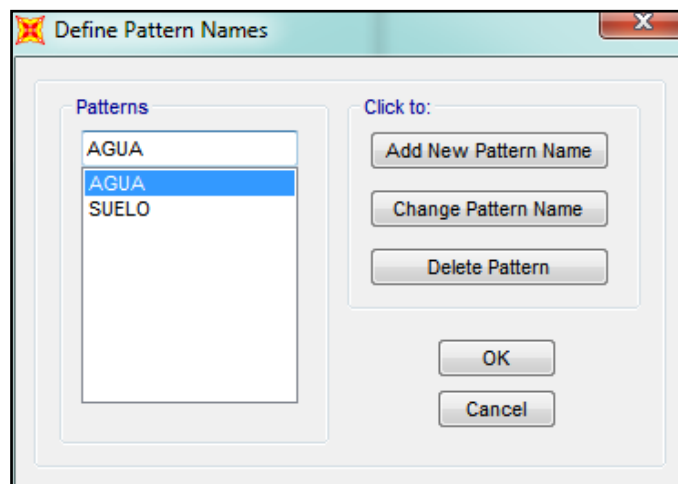 Define Pattern Names
X
Patterns
AGUA
AGUA
SUELO
Click to:
Add New Pattern Name
Change Pattern Name
Delete Pattern
OK
Cancel